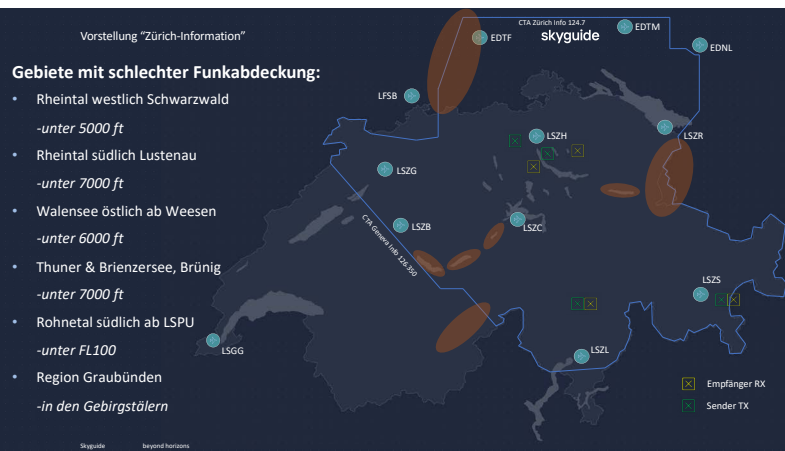 Vorstellung "Zürich-Information"
Gebiete mit schlechter Funkabdeckung:
• Rheintal westlich Schwarzwald
-unter 5000 ft
• Rheintal südlich Lustenau
-unter 7000 ft
• Walensee östlich ab Weesen
-unter 6000 ft
• Thuner & Brienzersee, Brünig
-unter 7000 ft
• Rohnetal südlich ab LSPU
-unter FL100
• Region Graubünden
-in den Gebirgstälern
CTA Zürich Info 124.7
skyguide
EDTF
EDTM
EDNL
LFSB
LSZH
LSZR
LSZG
LSZB
LSZC
CTA Geneva Info 126.350
LSZS
LSGG
LSZL
Empfänger RX
Sender TX
Skyguide beyond horizons